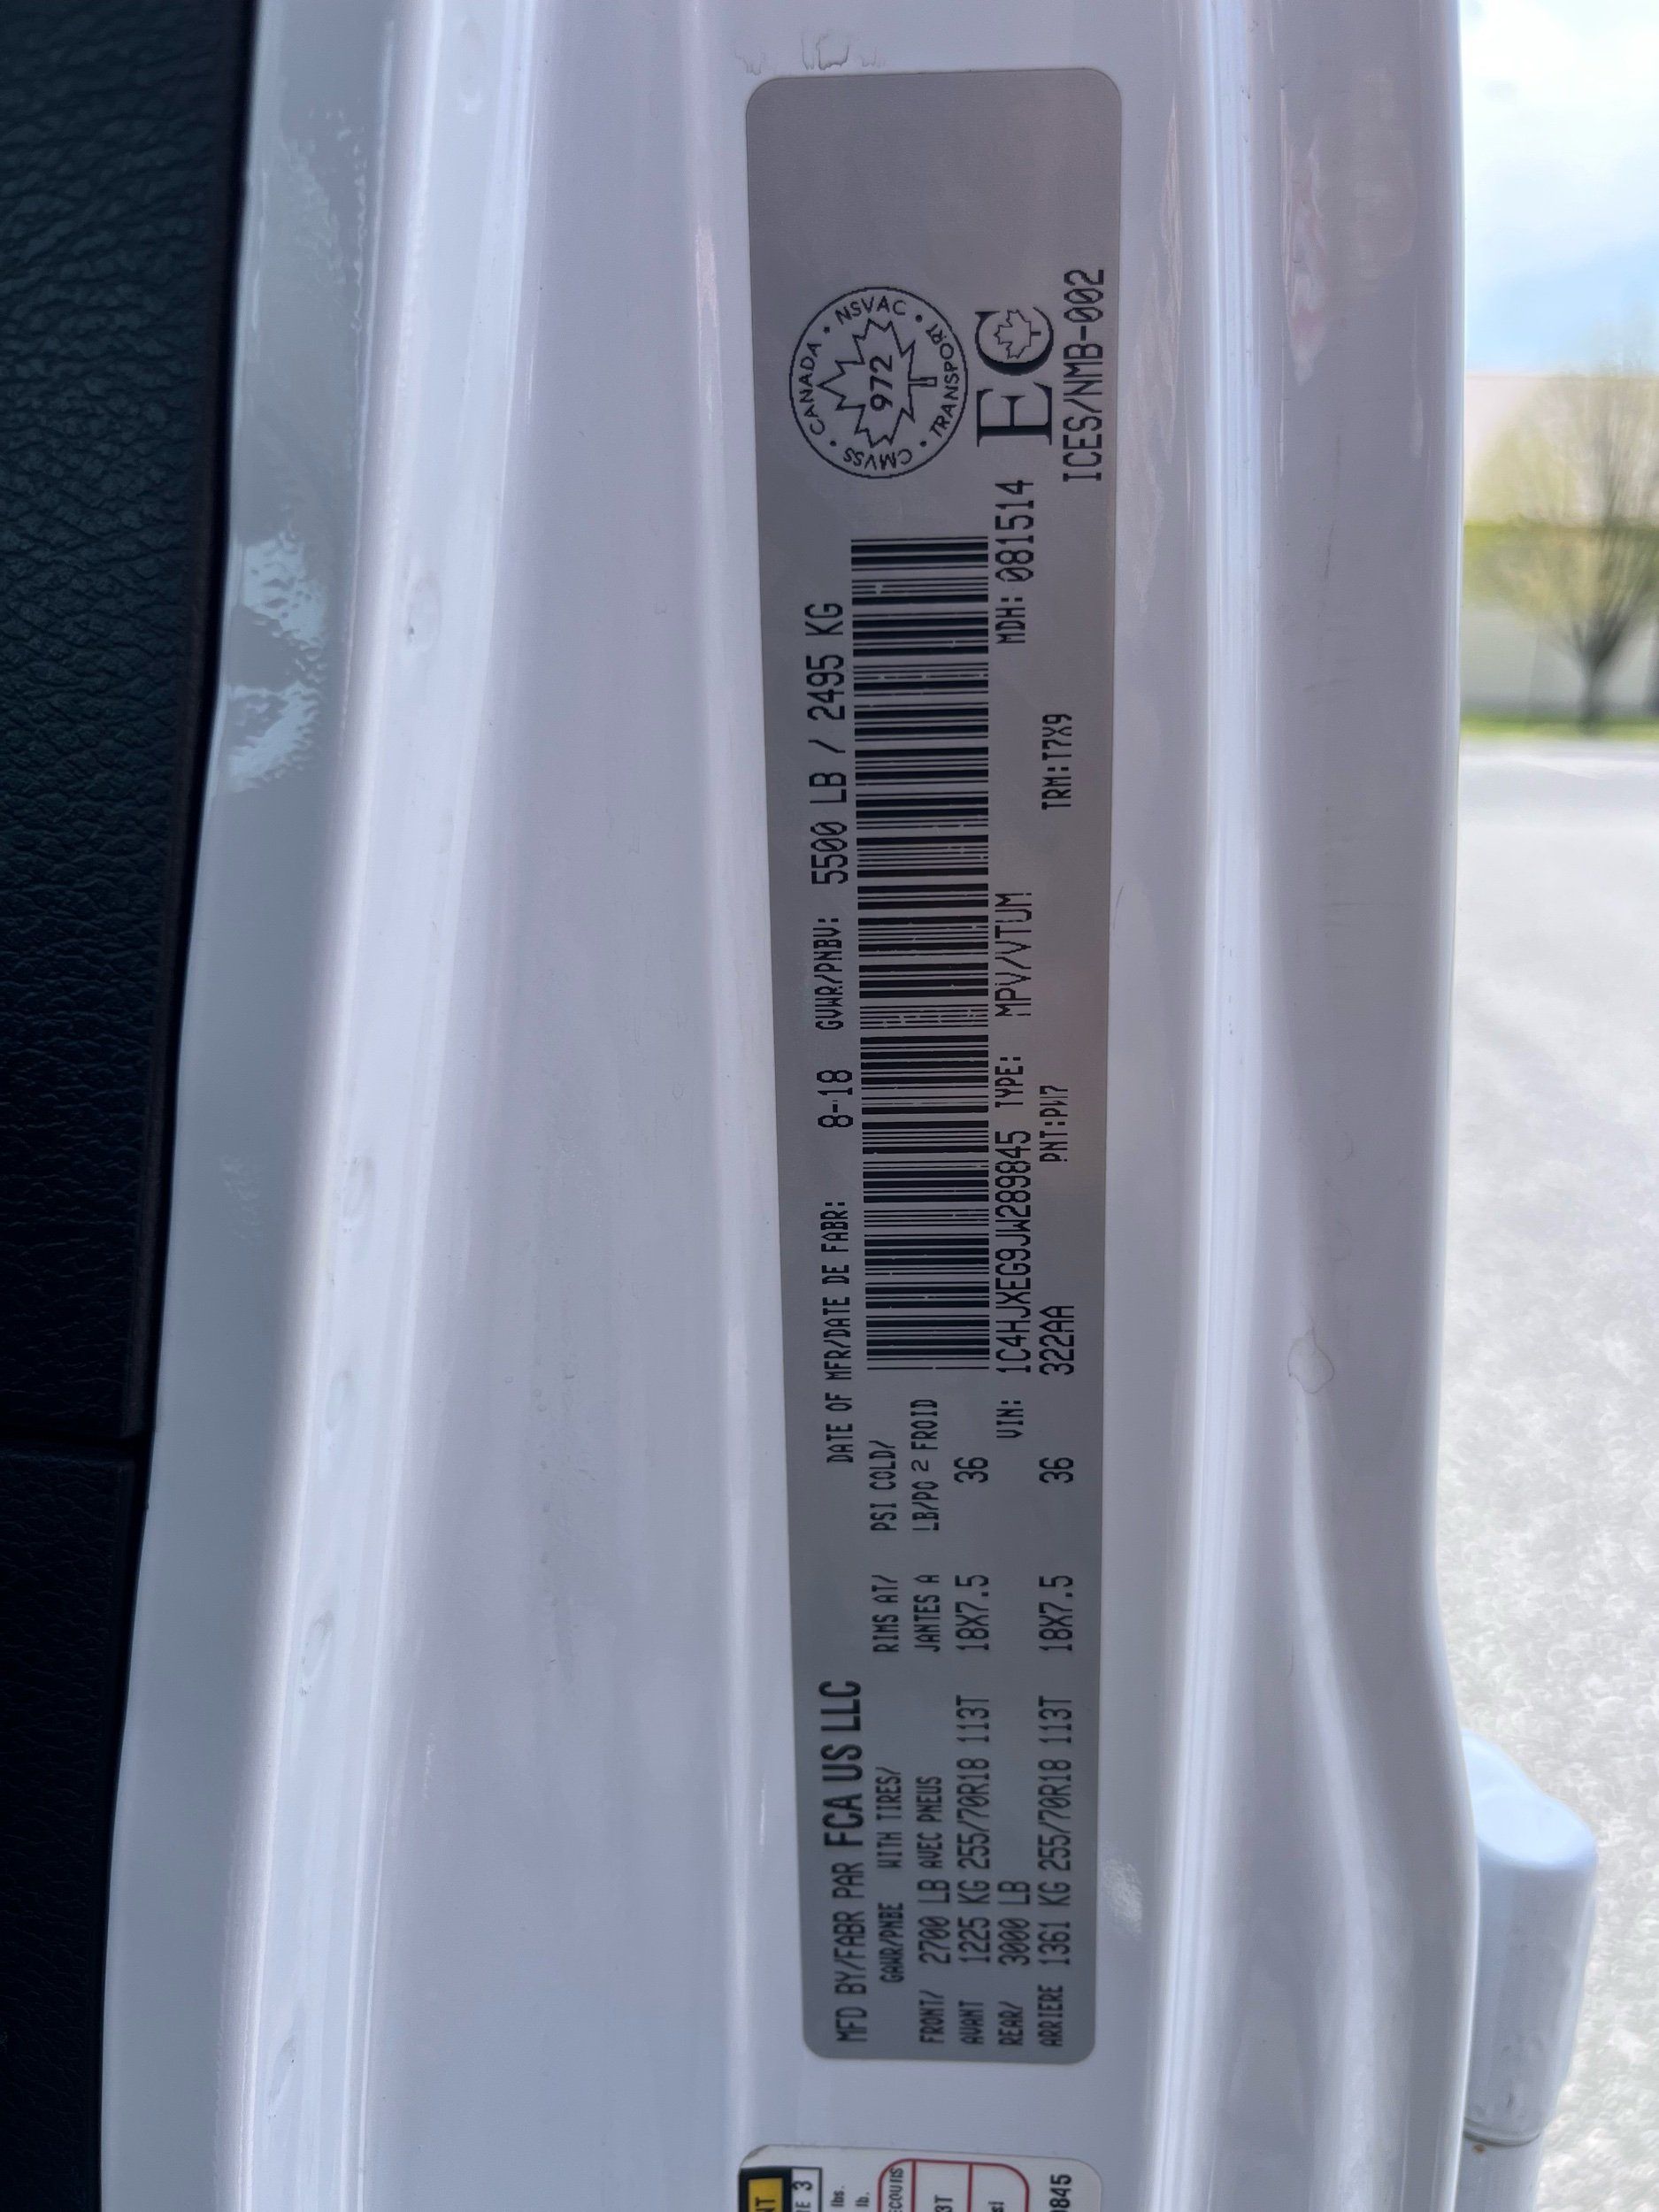 MFD BY/FABR PAR FCA US LLC
DATE OF MFR/DATE DE FABR: 8-18 GVWR/PNBV: 5500 LB / 2495 KG
GAWR/PNBE WITH TIRES/ RIMS AT/ PSI COLD/
FRONT/ 2700 LB AVEC PNEUS JANTES A LB/PO 2 FROID
AVANT 1225 KG 255/70R18 113T 18X7.5 36
REAR/ 3000 LB VIN: 1C4HJXEG9JW289845 TYPE: MPV/VTUM MDH: 081514
ARRIERE 1361 KG 255/70R18 113T 18X7.5 36 322AA PNT:PW7 TRM:T7X9
CANADA • NSVAC • TRANSPORT • CMVSS •
972
EC
ICES/NMB-002
3
lbs.
lb.